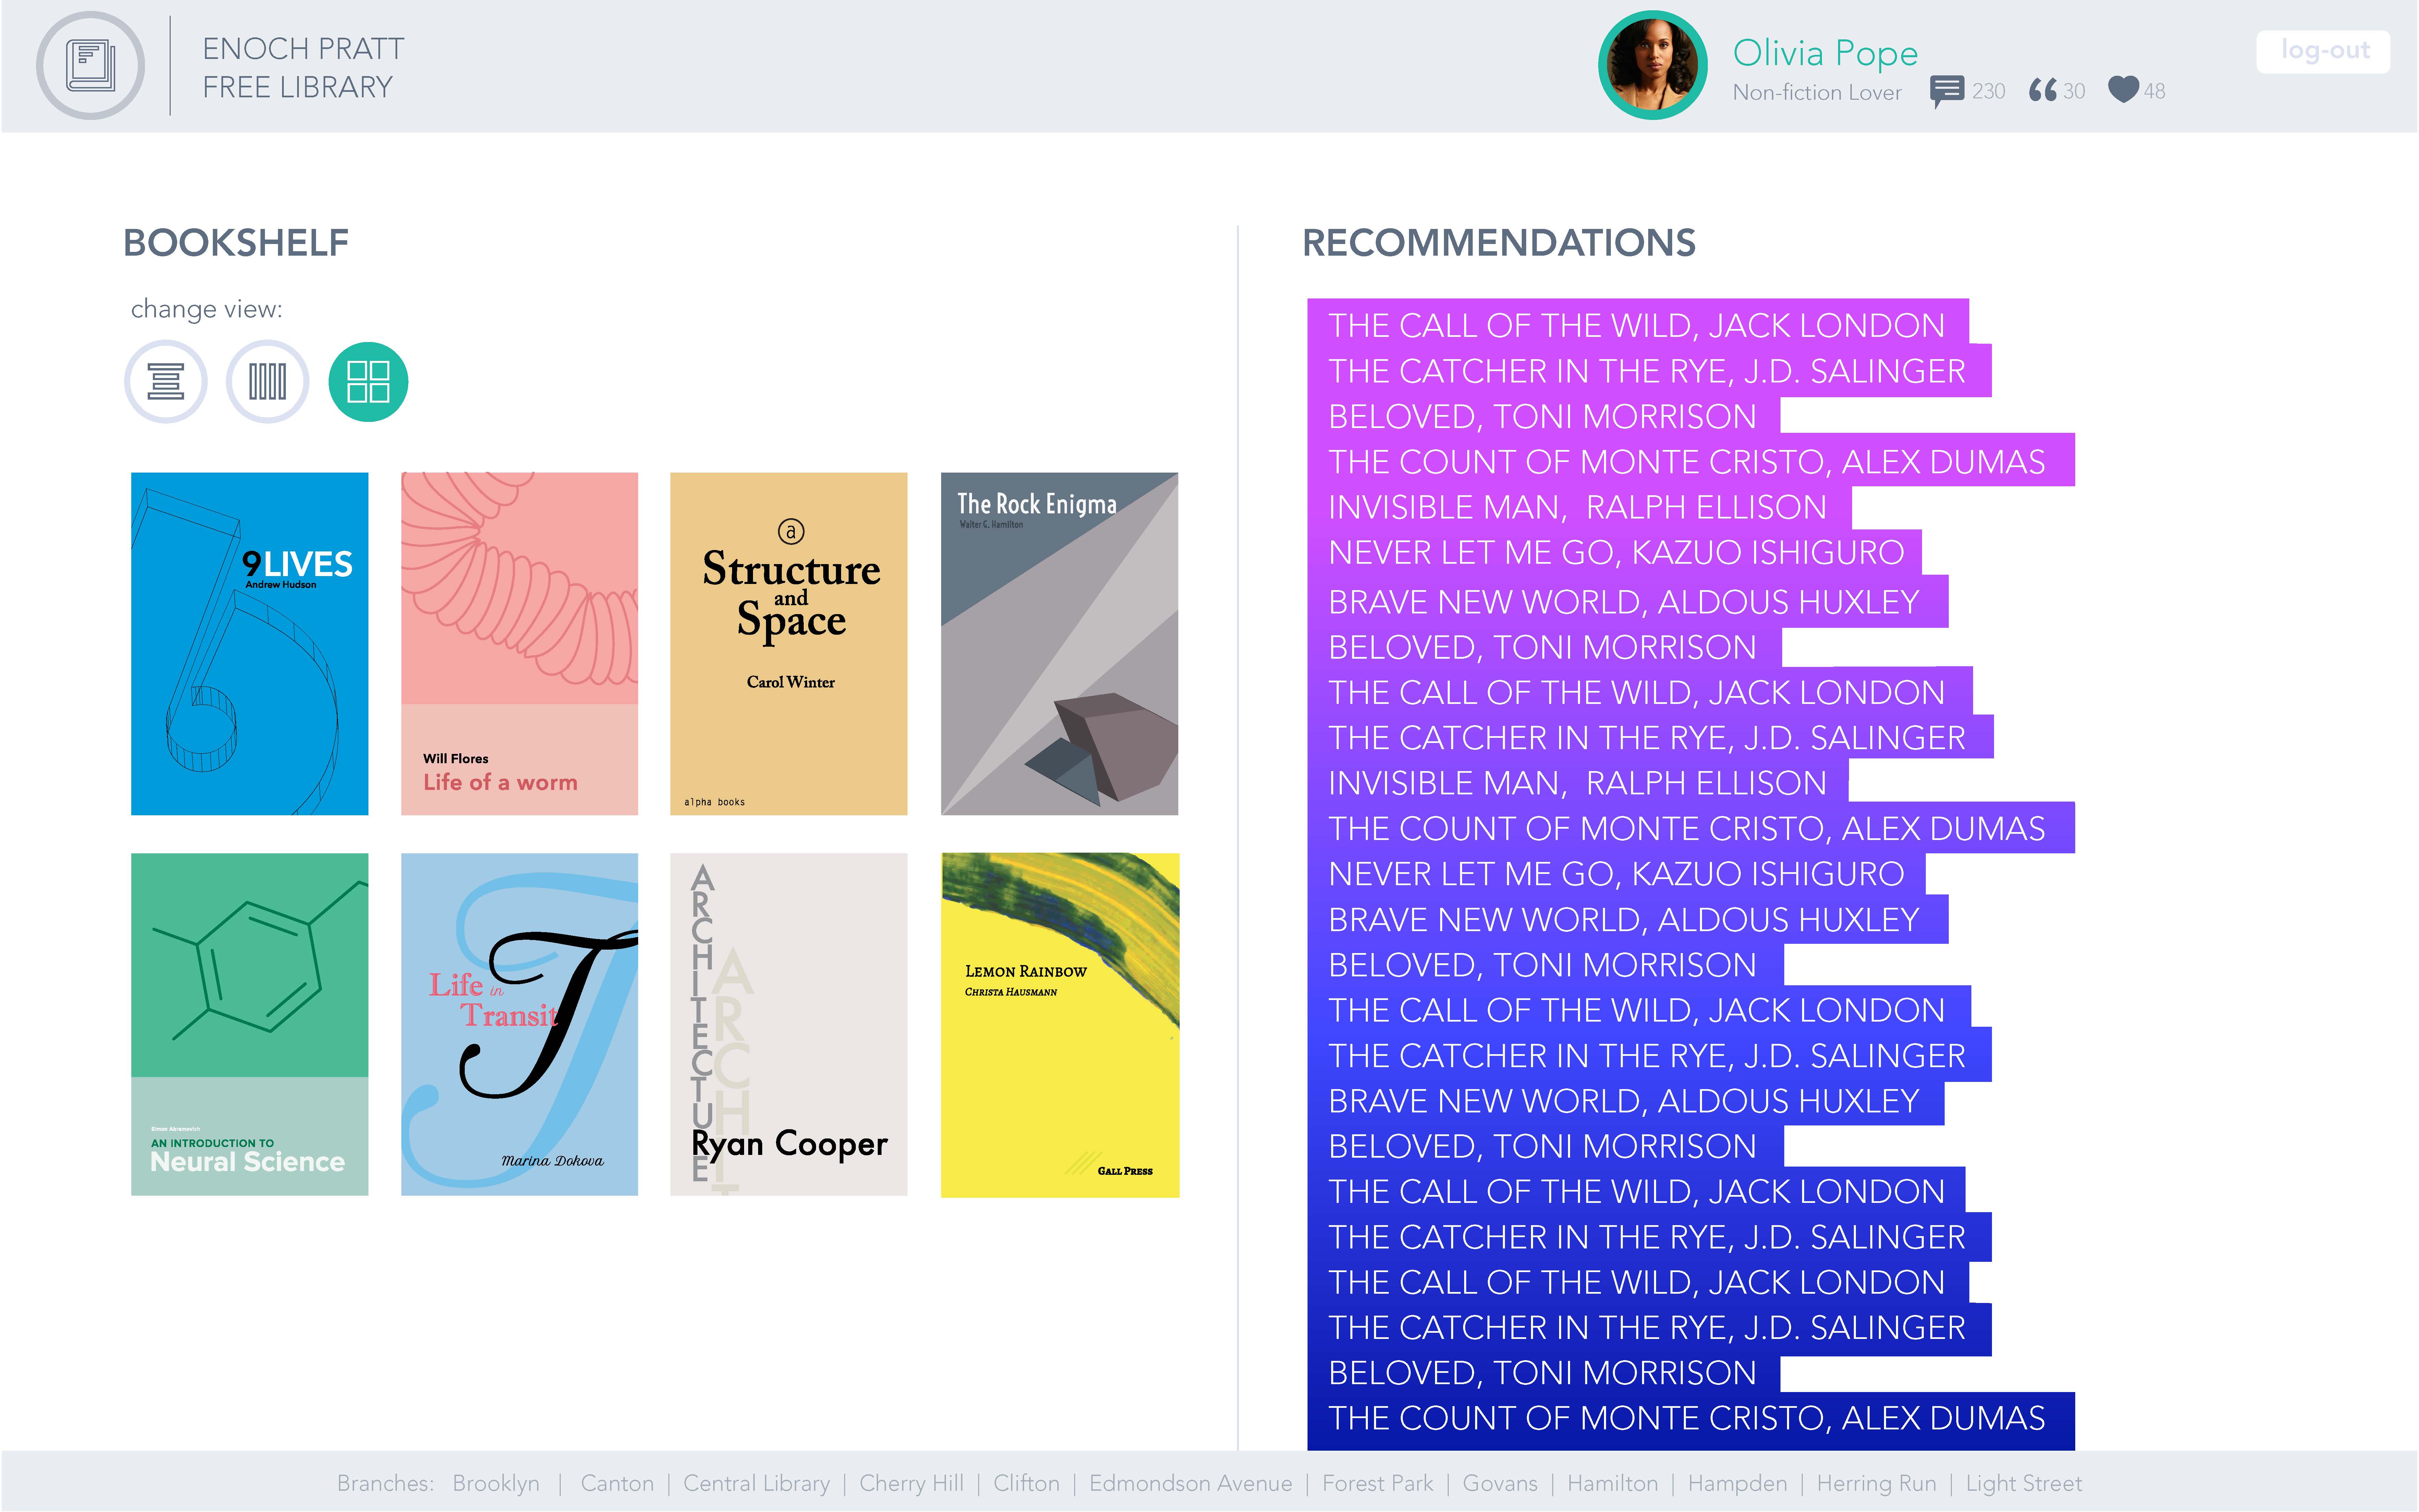 ENOCH PRATT
FREE LIBRARY
Olivia Pope
Non-fiction Lover 230 30 48
log-out
BOOKSHELF
change view:
9LIVES
Andrew Hudson
Will Flores
Life of a worm
a
Structure
and
Space
Carol Winter
alpha books
The Rock Enigma
Walter G. Hamilton
Simon Abramovich
AN INTRODUCTION TO
Neural Science
Life in
Transit
T
Marina Dokova
ARCHITECTURE
ARCHIT
Ryan Cooper
LEMON RAINBOW
CHRISTA HAUSMANN
GALL PRESS
RECOMMENDATIONS
THE CALL OF THE WILD, JACK LONDON
THE CATCHER IN THE RYE, J.D. SALINGER
BELOVED, TONI MORRISON
THE COUNT OF MONTE CRISTO, ALEX DUMAS
INVISIBLE MAN,  RALPH ELLISON
NEVER LET ME GO, KAZUO ISHIGURO
BRAVE NEW WORLD, ALDOUS HUXLEY
BELOVED, TONI MORRISON
THE CALL OF THE WILD, JACK LONDON
THE CATCHER IN THE RYE, J.D. SALINGER
INVISIBLE MAN,  RALPH ELLISON
THE COUNT OF MONTE CRISTO, ALEX DUMAS
NEVER LET ME GO, KAZUO ISHIGURO
BRAVE NEW WORLD, ALDOUS HUXLEY
BELOVED, TONI MORRISON
THE CALL OF THE WILD, JACK LONDON
THE CATCHER IN THE RYE, J.D. SALINGER
BRAVE NEW WORLD, ALDOUS HUXLEY
BELOVED, TONI MORRISON
THE CALL OF THE WILD, JACK LONDON
THE CATCHER IN THE RYE, J.D. SALINGER
THE CALL OF THE WILD, JACK LONDON
THE CATCHER IN THE RYE, J.D. SALINGER
BELOVED, TONI MORRISON
THE COUNT OF MONTE CRISTO, ALEX DUMAS
Branches: Brooklyn | Canton | Central Library | Cherry Hill | Clifton | Edmondson Avenue | Forest Park | Govans | Hamilton | Hampden | Herring Run | Light Street